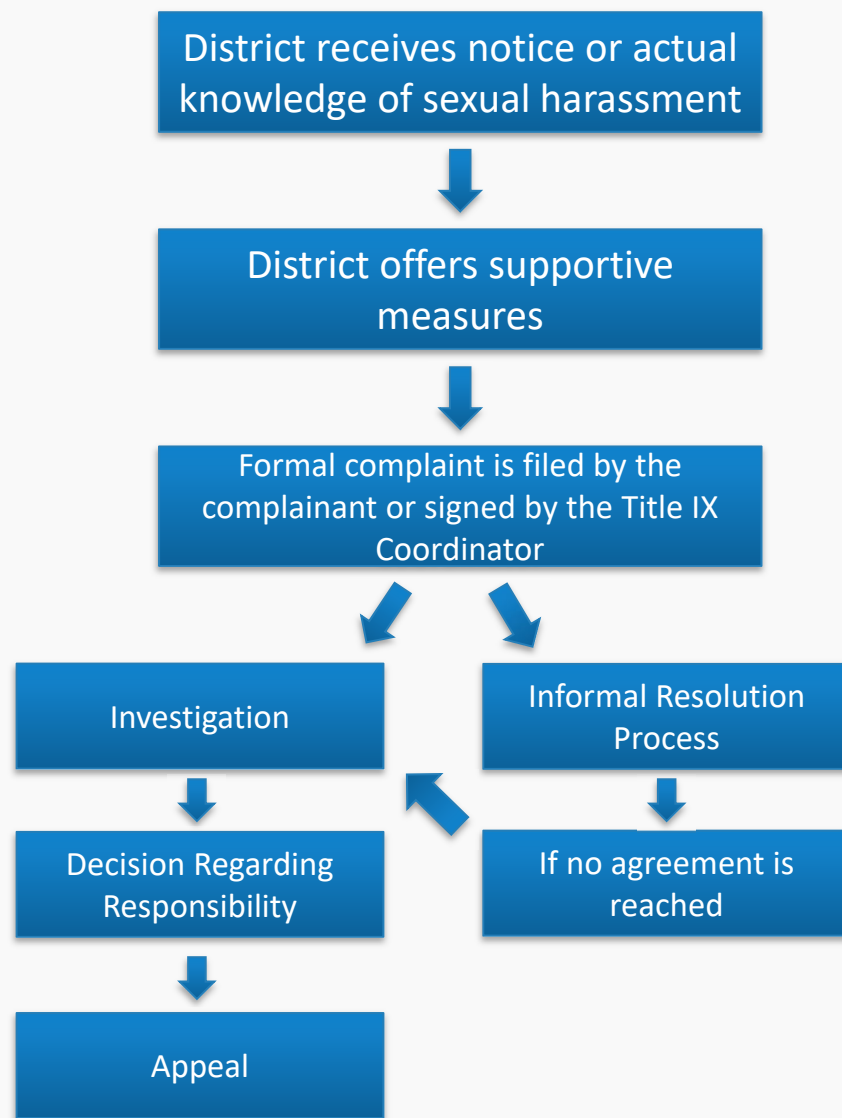 District receives notice or actual
knowledge of sexual harassment
District offers supportive
measures
Formal complaint is filed by the
complainant or signed by the Title IX
Coordinator
Investigation
Informal Resolution
Process
Decision Regarding
Responsibility
If no agreement is
reached
Appeal